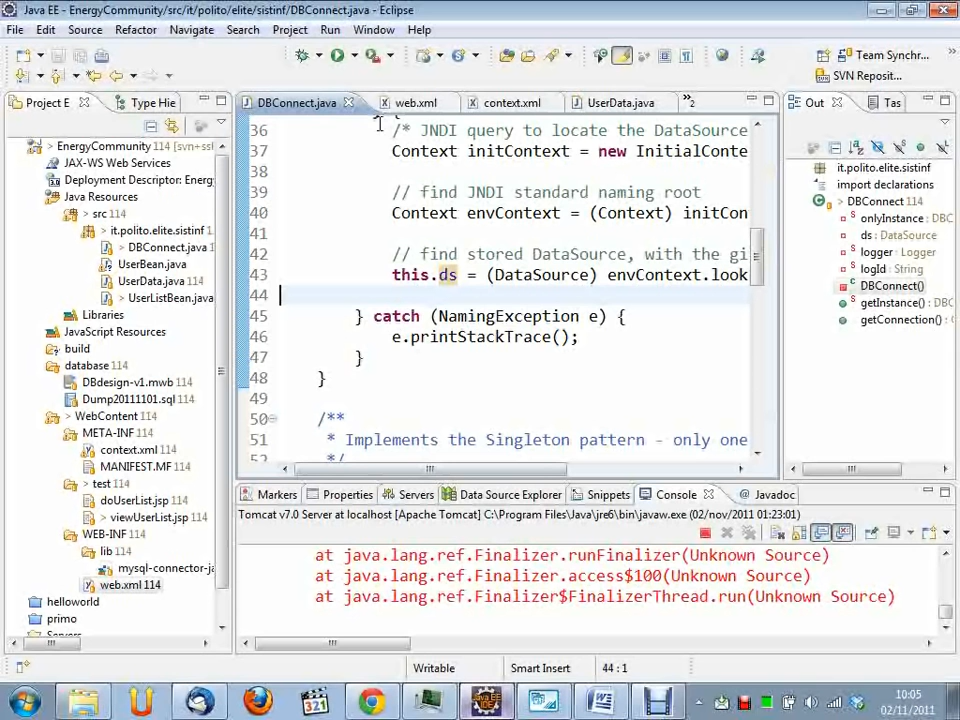 Java EE - EnergyCommunity/src/it/polito/elite/sistinf/DBConnect.java - Eclipse
File Edit Source Refactor Navigate Search Project Run Window Help
Team Synchr...
SVN Reposit...
Project E
Type Hie
DBConnect.java
web.xml
context.xml
UserData.java
»2
Out
Tas
EnergyCommunity 114 [svn+ssl
JAX-WS Web Services
Deployment Descriptor: Energ
Java Resources
src 114
it.polito.elite.sistinf 114
DBConnect.java 114
UserBean.java
UserData.java 114
UserListBean.java
Libraries
JavaScript Resources
build
database 114
DBdesign-v1.mwb 114
Dump20111101.sql 114
WebContent 114
META-INF 114
context.xml 114
MANIFEST.MF 114
test 114
doUserList.jsp 114
viewUserList.jsp 114
WEB-INF 114
lib 114
mysql-connector-ja
web.xml 114
helloworld
primo
Servers
36 /* JNDI query to locate the DataSource
37 Context initContext = new InitialConte
38
39 // find JNDI standard naming root
40 Context envContext = (Context) initCon
41
42 // find stored DataSource, with the gi
43 this.ds = (DataSource) envContext.look
44
45 } catch (NamingException e) {
46 e.printStackTrace();
47 }
48 }
49
50 /**
51 * Implements the Singleton pattern - only one
52 */
it.polito.elite.sistinf
import declarations
DBConnect 114
onlyInstance : DBC
ds : DataSource
logger : Logger
logId : String
DBConnect()
getInstance() : DBC
getConnection() : C
Markers
Properties
Servers
Data Source Explorer
Snippets
Console
Javadoc
Tomcat v7.0 Server at localhost [Apache Tomcat] C:\Program Files\Java\jre6\bin\javaw.exe (02/nov/2011 01:23:01)
at java.lang.ref.Finalizer.runFinalizer(Unknown Source)
at java.lang.ref.Finalizer.access$100(Unknown Source)
at java.lang.ref.Finalizer$FinalizerThread.run(Unknown Source)
Writable
Smart Insert
44 : 1
10:05
02/11/2011